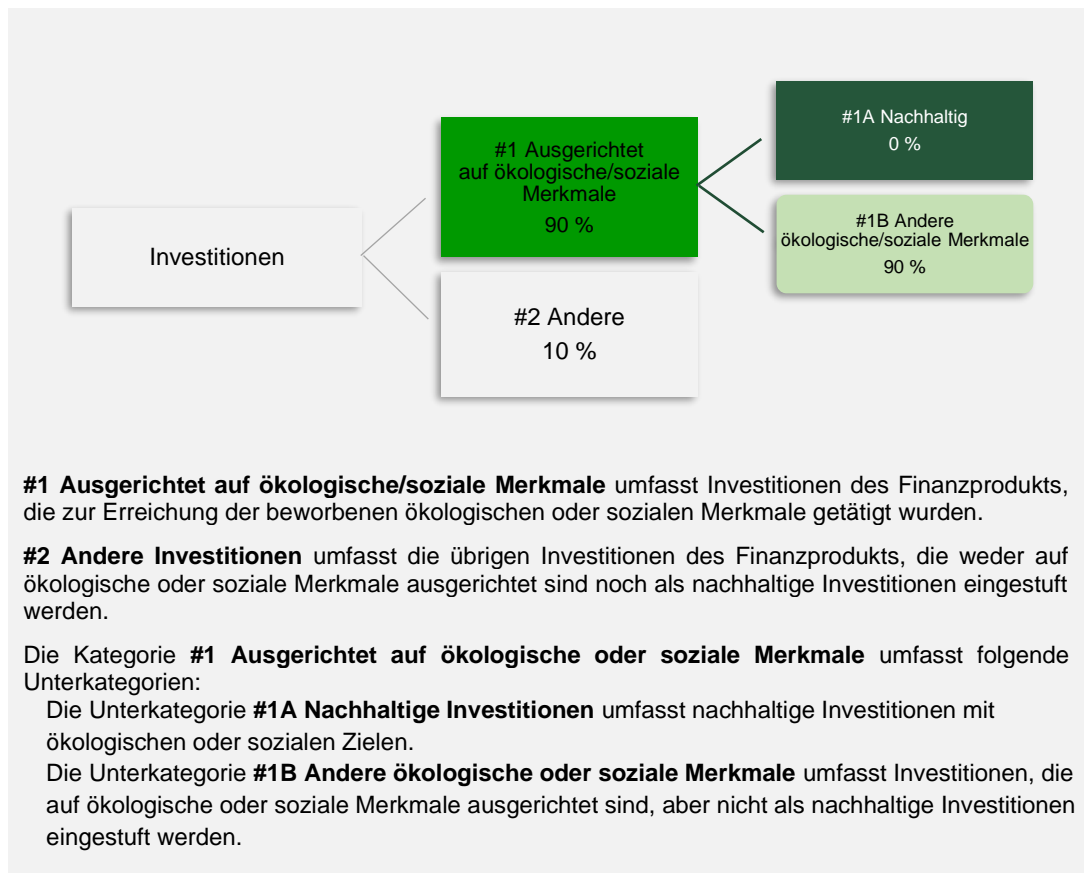 Investitionen
#1 Ausgerichtet
auf ökologische/soziale
Merkmale
90 %
#2 Andere
10 %
#1A Nachhaltig
0 %
#1B Andere
ökologische/soziale Merkmale
90 %
#1 Ausgerichtet auf ökologische/soziale Merkmale umfasst Investitionen des Finanzprodukts,
die zur Erreichung der beworbenen ökologischen oder sozialen Merkmale getätigt wurden.
#2 Andere Investitionen umfasst die übrigen Investitionen des Finanzprodukts, die weder auf
ökologische oder soziale Merkmale ausgerichtet sind noch als nachhaltige Investitionen eingestuft
werden.
Die Kategorie #1 Ausgerichtet auf ökologische oder soziale Merkmale umfasst folgende
Unterkategorien:
Die Unterkategorie #1A Nachhaltige Investitionen umfasst nachhaltige Investitionen mit
ökologischen oder sozialen Zielen.
Die Unterkategorie #1B Andere ökologische oder soziale Merkmale umfasst Investitionen, die
auf ökologische oder soziale Merkmale ausgerichtet sind, aber nicht als nachhaltige Investitionen
eingestuft werden.